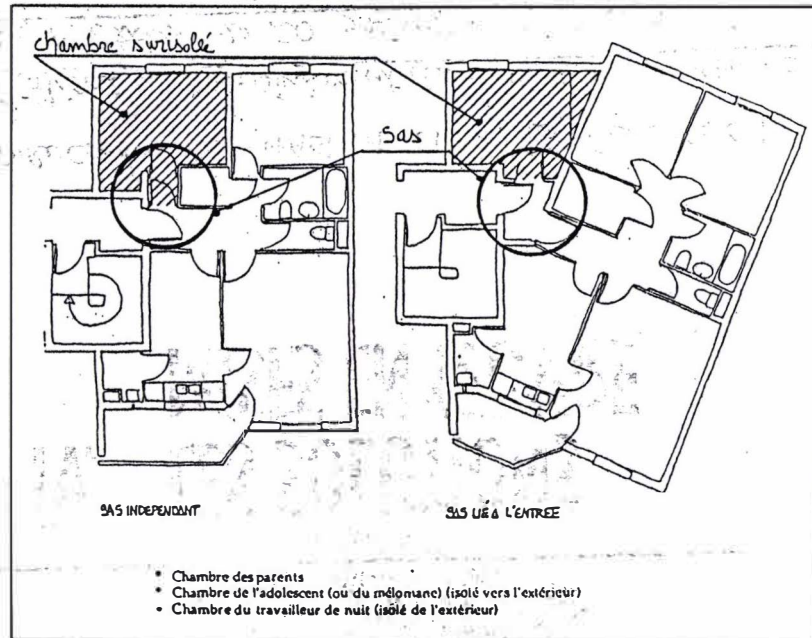 chambre surisolé
Sas
SAS INDEPENDANT
SAS LIÉ A L'ENTREE
* Chambre des parents
* Chambre de l'adolescent (ou du mélomane) (isolé vers l'extérieur)
• Chambre du travailleur de nuit (isolé de l'extérieur)